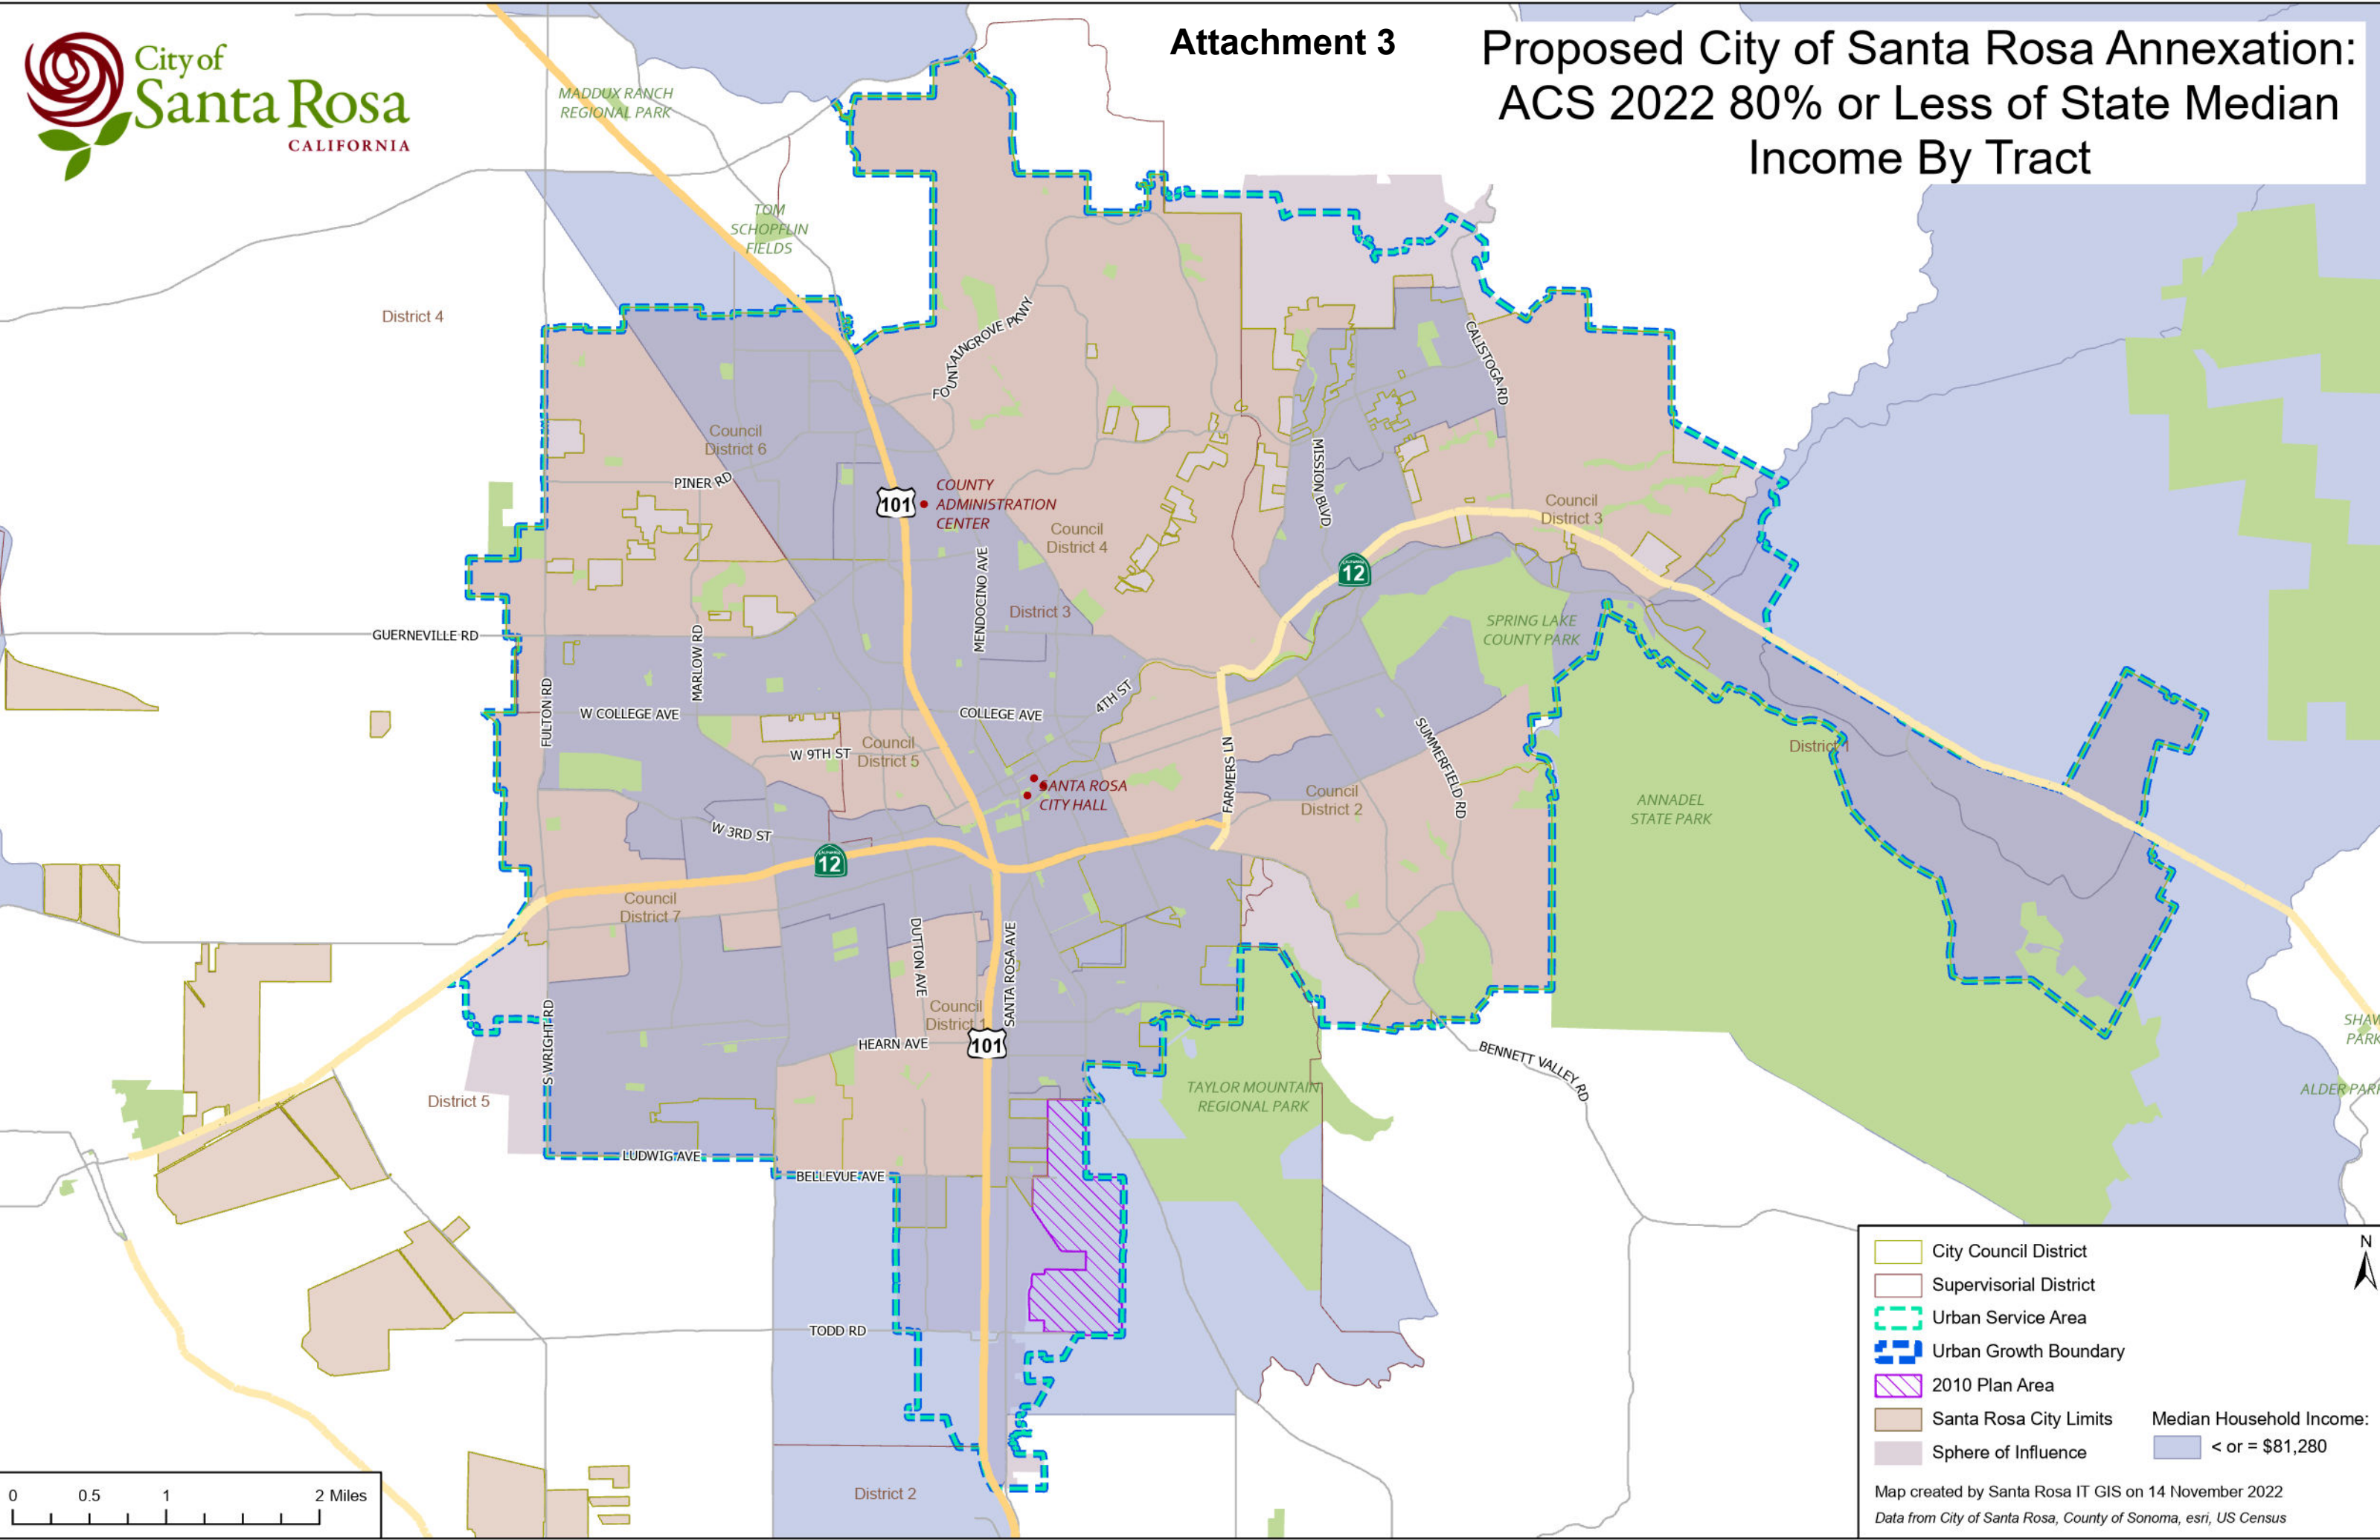 City of
Santa Rosa
CALIFORNIA
Attachment 3
Proposed City of Santa Rosa Annexation:
ACS 2022 80% or Less of State Median
Income By Tract
MADDUX RANCH
REGIONAL PARK
TOM
SCHOPFLIN
FIELDS
District 4
FOUNTAINGROVE PKWY
CALISTOGA RD
Council
District 6
PINER RD
101
COUNTY
ADMINISTRATION
CENTER
Council
District 4
MISSION BLVD
Council
District 3
12
MENDOCINO AVE
District 3
SPRING LAKE
COUNTY PARK
GUERNEVILLE RD
MARLOW RD
FULTON RD
W COLLEGE AVE
COLLEGE AVE
4TH ST
W 9TH ST
Council
District 5
FARMERS LN
SUMMERFIELD RD
District 1
SANTA ROSA
CITY HALL
Council
District 2
ANNADEL
STATE PARK
W 3RD ST
12
Council
District 7
DUTTON AVE
SANTA ROSA AVE
Council
District 1
S WRIGHT RD
HEARN AVE
101
BENNETT VALLEY RD
SHAW
PARK
ALDER PARK
TAYLOR MOUNTAIN
REGIONAL PARK
District 5
LUDWIG AVE
BELLEVUE AVE
TODD RD
District 2
0 0.5 1 2 Miles
N
City Council District
Supervisorial District
Urban Service Area
Urban Growth Boundary
2010 Plan Area
Santa Rosa City Limits
Sphere of Influence
Median Household Income:
< or = $81,280
Map created by Santa Rosa IT GIS on 14 November 2022
Data from City of Santa Rosa, County of Sonoma, esri, US Census